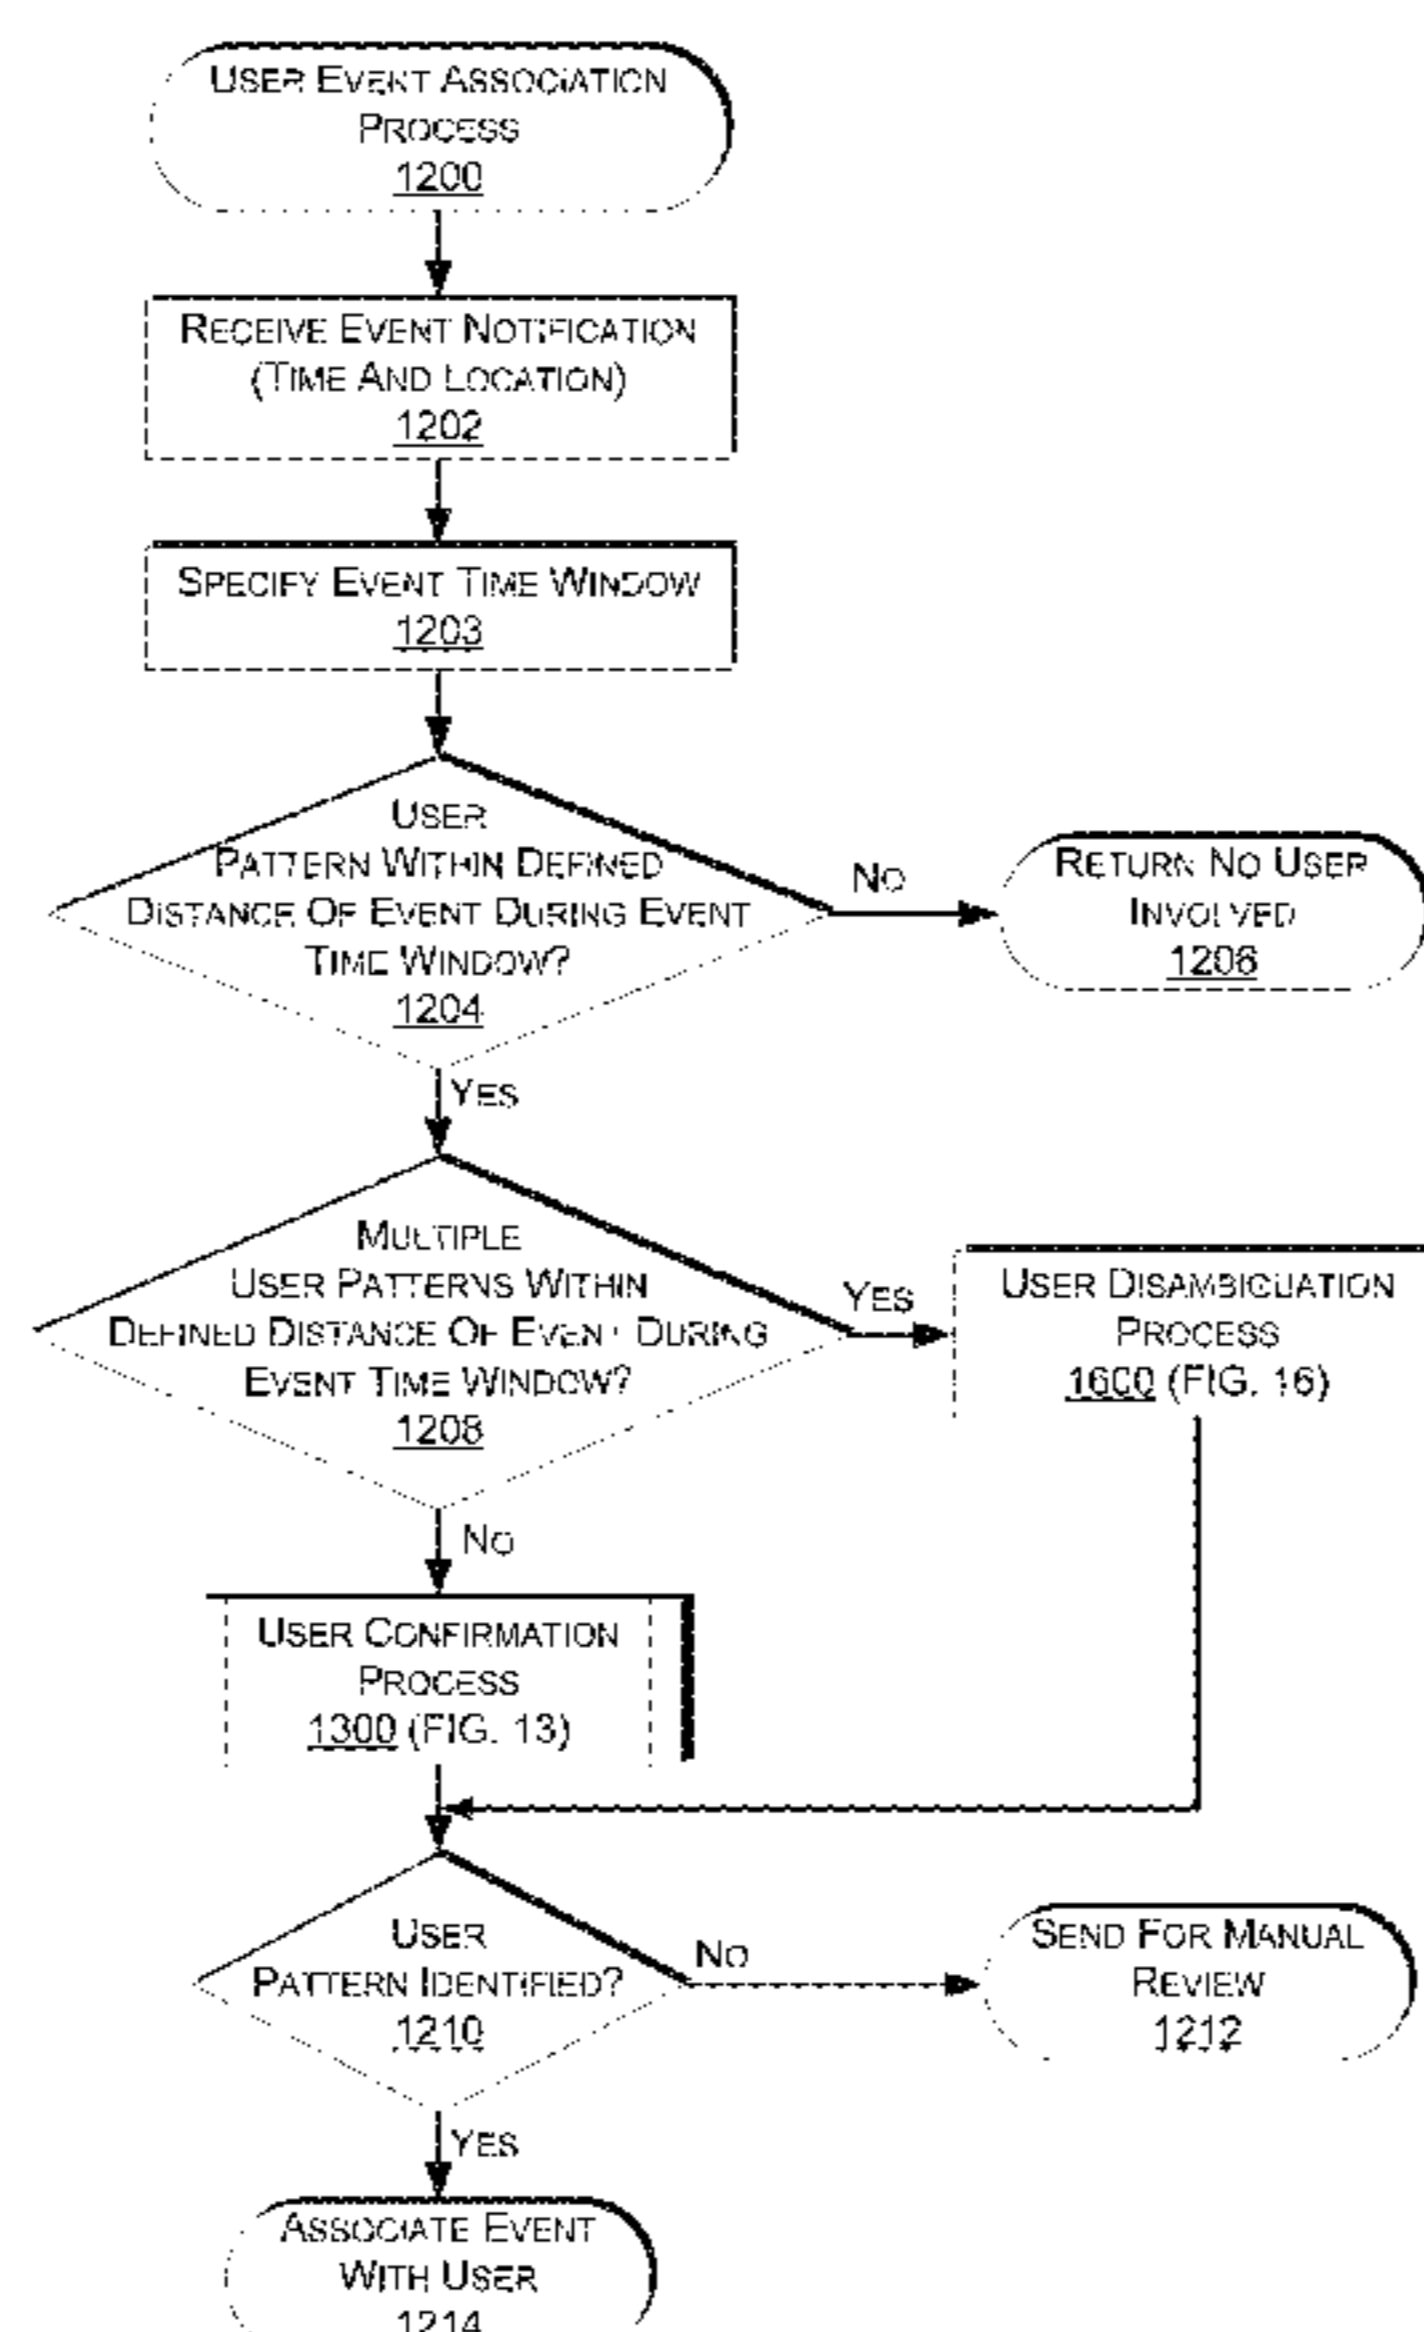 USER EVENT ASSOCIATION
PROCESS
1200
RECEIVE EVENT NOTIFICATION
(TIME AND LOCATION)
1202
SPECIFY EVENT TIME WINDOW
1203
USER
PATTERN WITHIN DEFINED
DISTANCE OF EVENT DURING EVENT
TIME WINDOW?
1204
NO
RETURN NO USER
INVOLVED
1206
YES
MULTIPLE
USER PATTERNS WITHIN
DEFINED DISTANCE OF EVENT DURING
EVENT TIME WINDOW?
1208
YES
USER DISAMBIGUATION
PROCESS
1600 (FIG. 16)
NO
USER CONFIRMATION
PROCESS
1300 (FIG. 13)
USER
PATTERN IDENTIFIED?
1210
NO
SEND FOR MANUAL
REVIEW
1212
YES
ASSOCIATE EVENT
WITH USER
1214